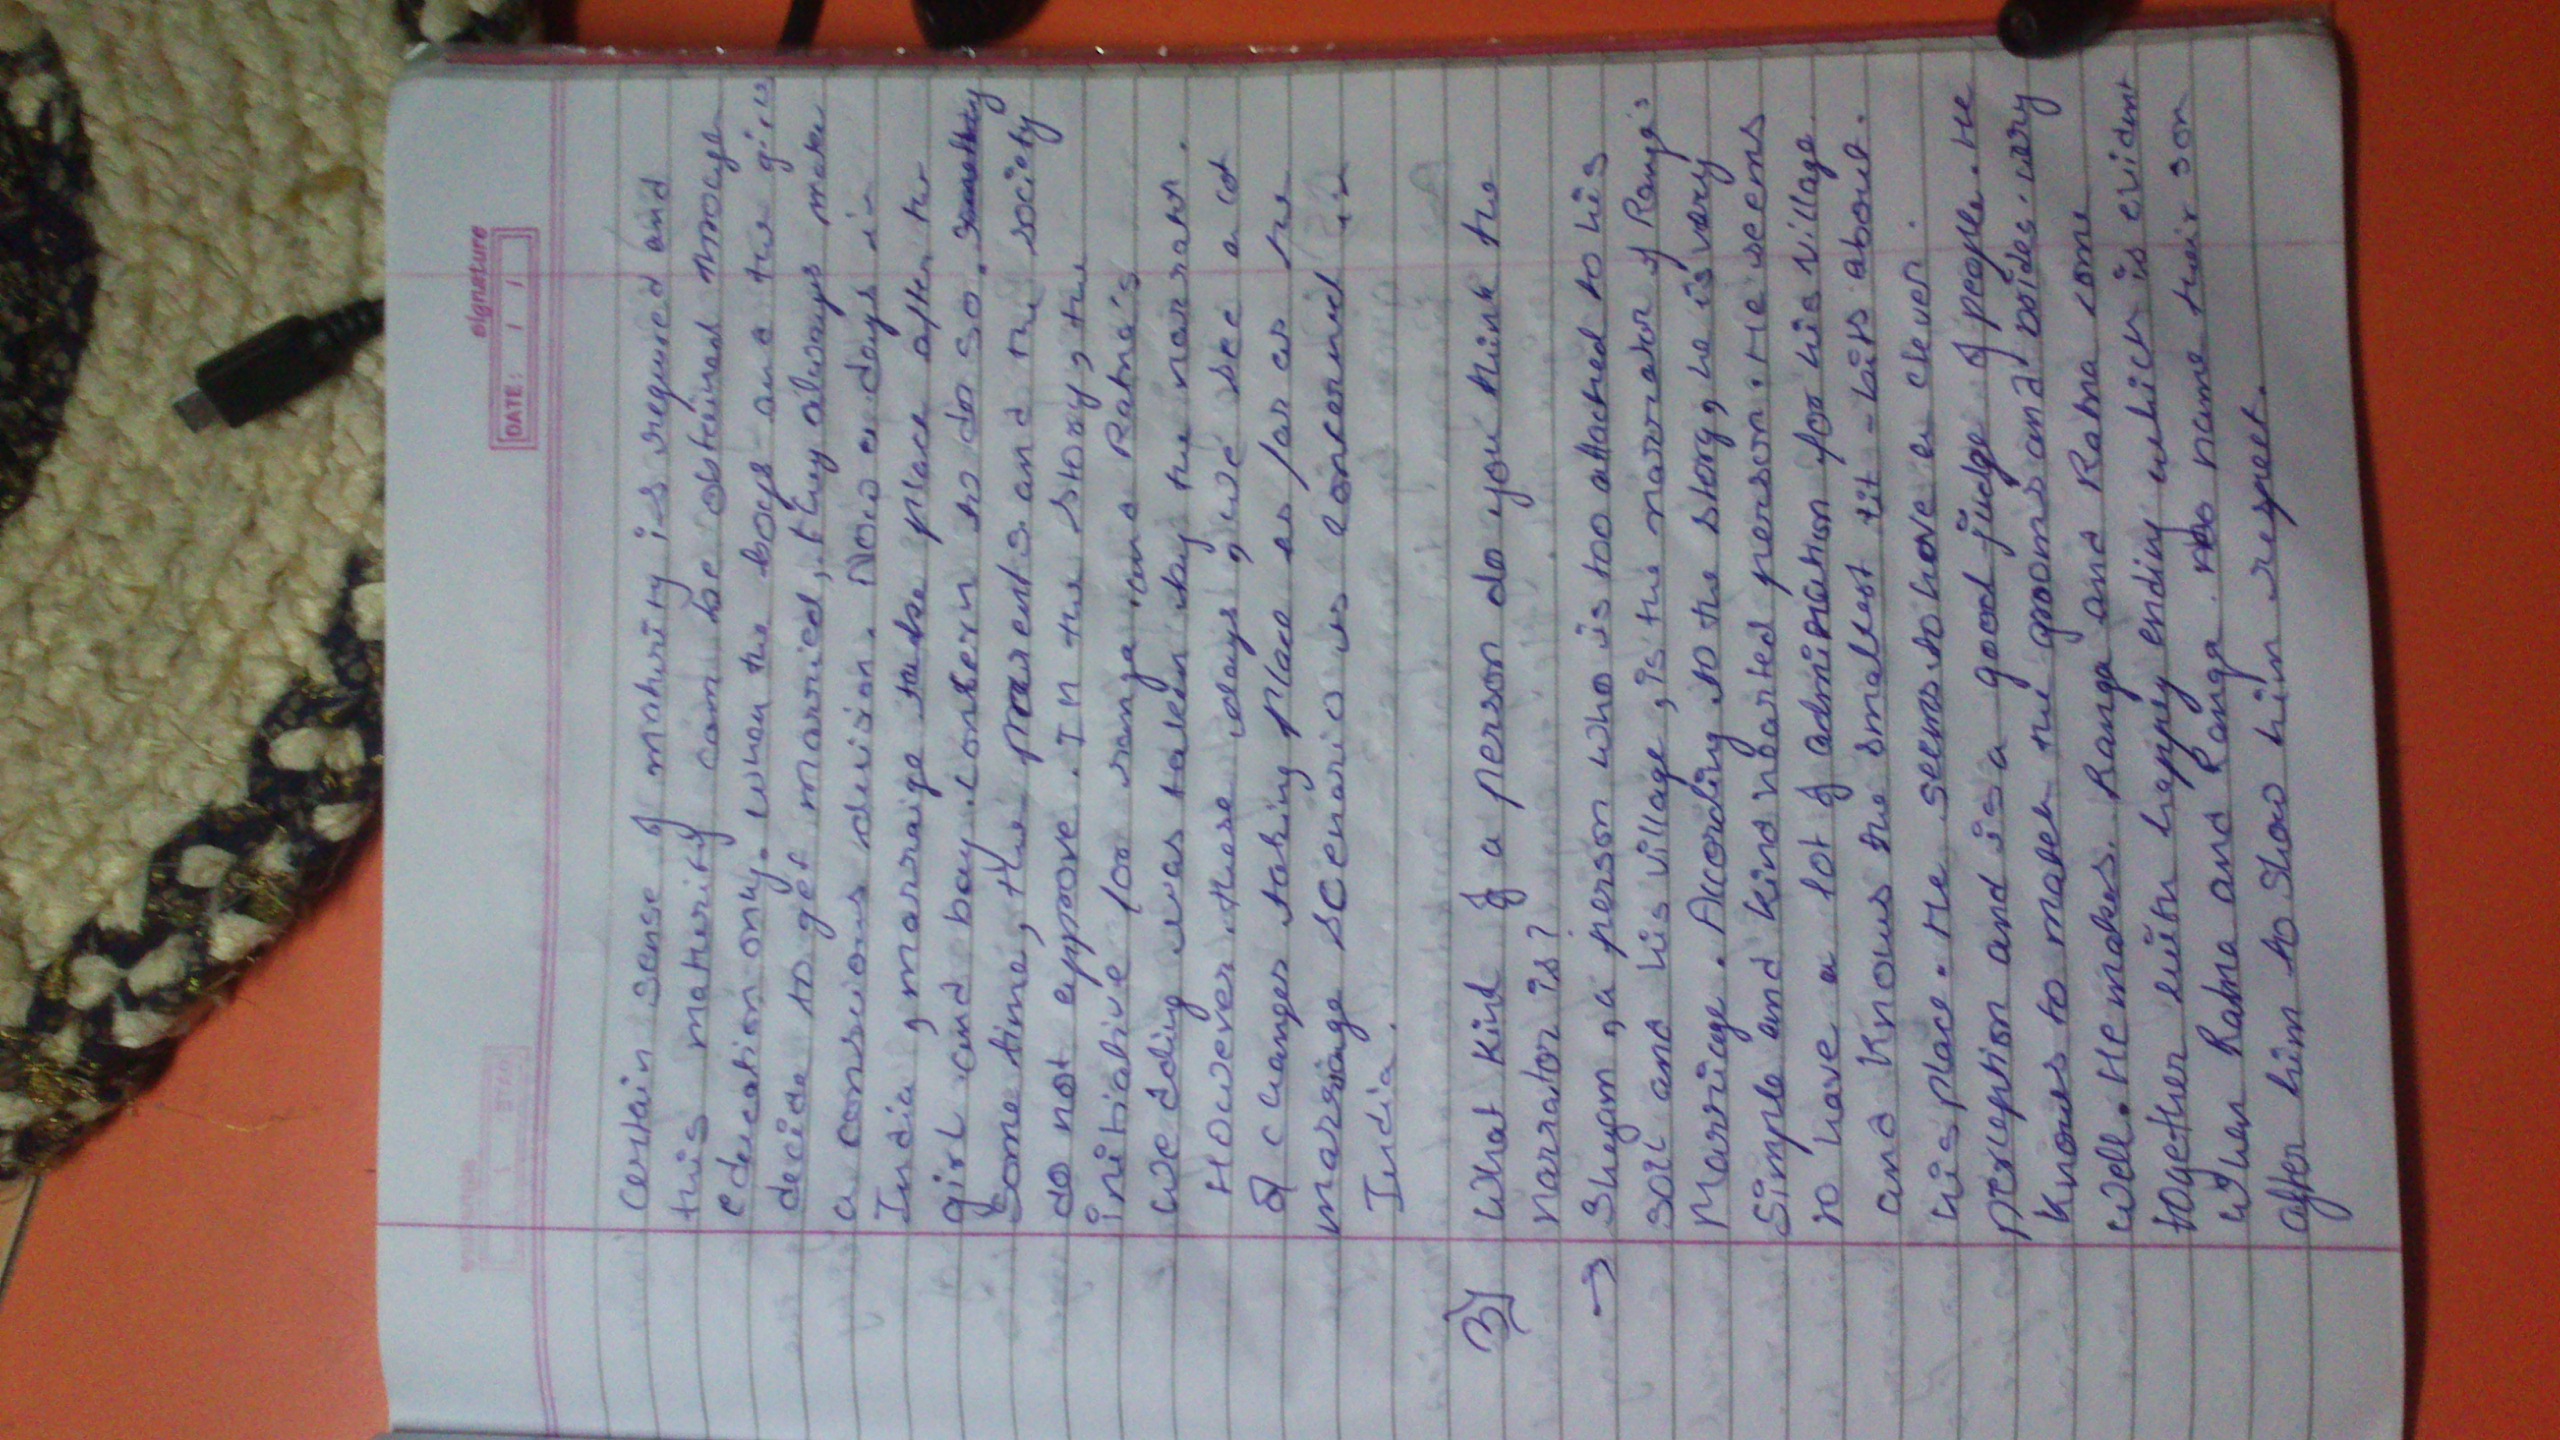 signature
DATE: / /
certain sense of maturity is required and
this maturity can be obtained through
education only. When the boys and the girls
decide to get married, they always make
a conscious decision. Now a days in
India, marraige take place after the
girl and boy concern to do so. something
some time, the parents and the society
do not approve. In the story, the
initiative for ranga and Ratna's
wedding was taken by the narrator.
However these days, we see a lot
of changes taking place as far as the
marriage scenario is concerned in
India.
3) What kind of a person do you think the
narrator is?
→ Shyam, a person who is too attached to his
soil and his village, is the narrator of Ranga's
Marriage. According to the story, he is very
Simple and kind hearted person. He seems
to have a lot of admiration for his village
and knows the smallest tit-bits about
his place. He seems to have a clever
perception and is a good judge of people. He
knows to match the grooms and brides very
well. He makes Ranga and Ratna come
together with happy ending which is evident
when Ratna and Ranga name their son
after him to show him respect.